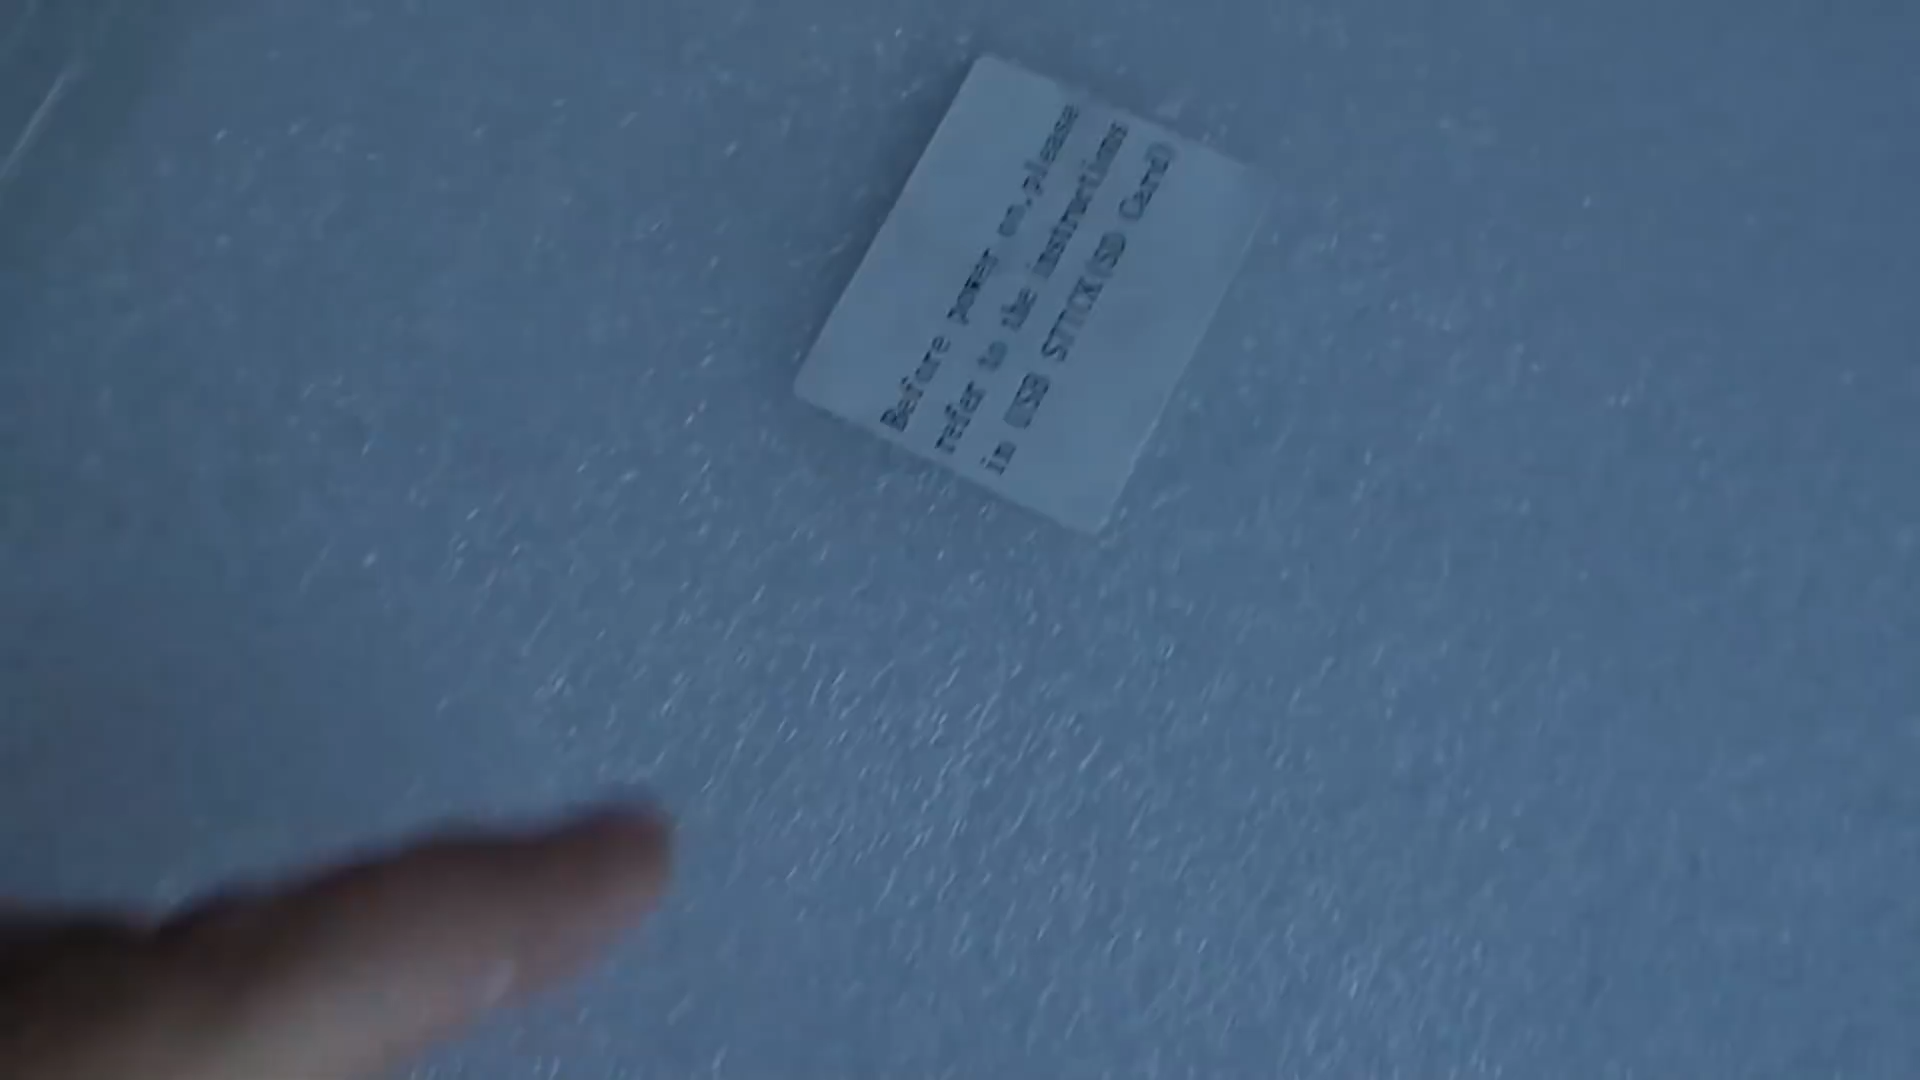 Before power on,please
refer to the instructions
in USB STICK(SD Card)